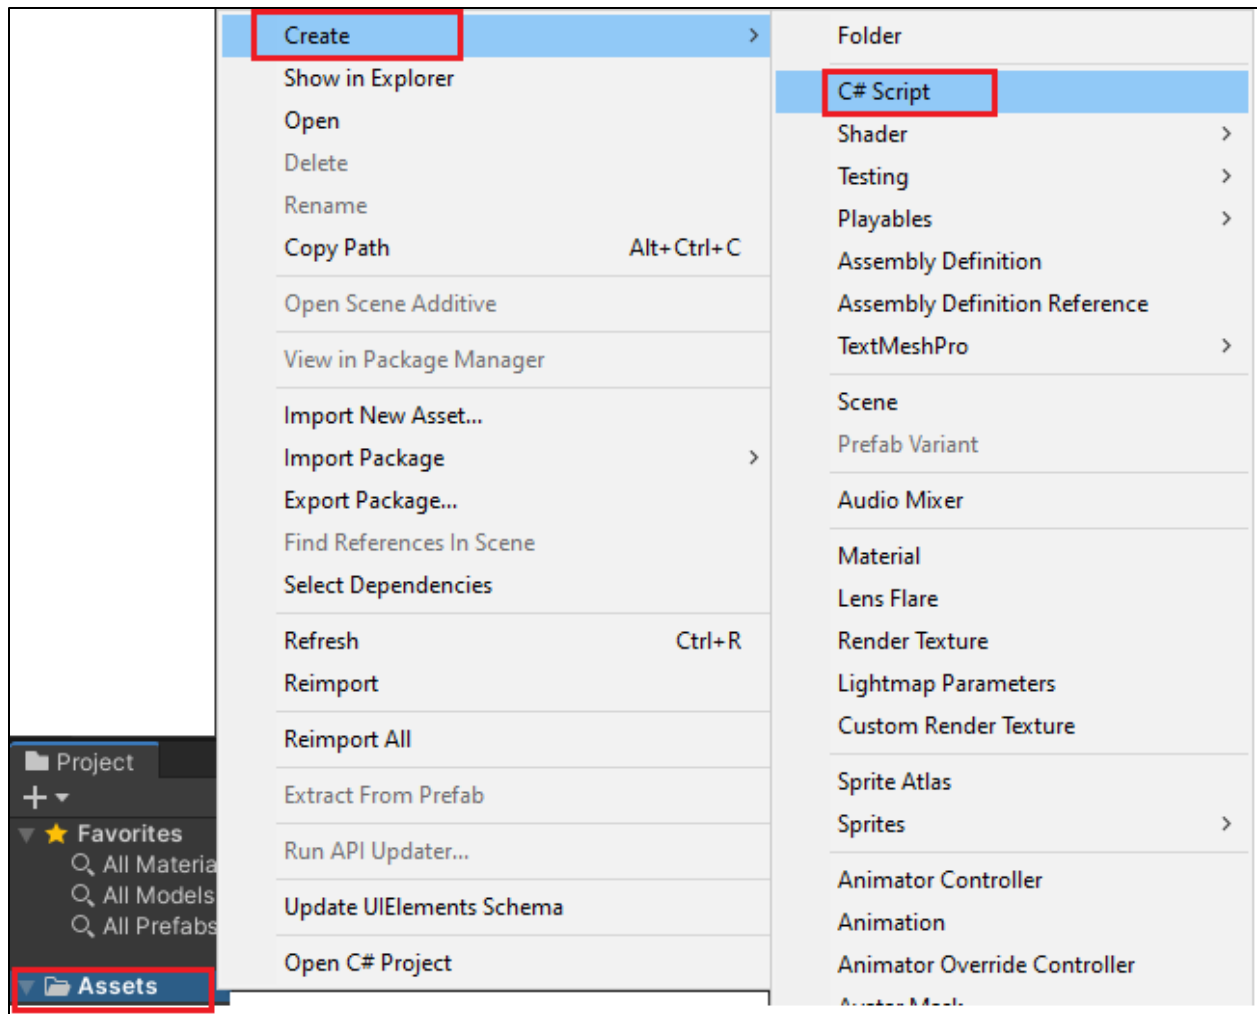 Create
Show in Explorer
Open
Delete
Rename
Copy Path Alt+Ctrl+C
Open Scene Additive
View in Package Manager
Import New Asset...
Import Package
Export Package...
Find References In Scene
Select Dependencies
Refresh Ctrl+R
Reimport
Reimport All
Extract From Prefab
Run API Updater...
Update UIElements Schema
Open C# Project
Folder
C# Script
Shader
Testing
Playables
Assembly Definition
Assembly Definition Reference
TextMeshPro
Scene
Prefab Variant
Audio Mixer
Material
Lens Flare
Render Texture
Lightmap Parameters
Custom Render Texture
Sprite Atlas
Sprites
Animator Controller
Animation
Animator Override Controller
Avatar Mask
Project
Favorites
All Materia
All Models
All Prefabs
Assets